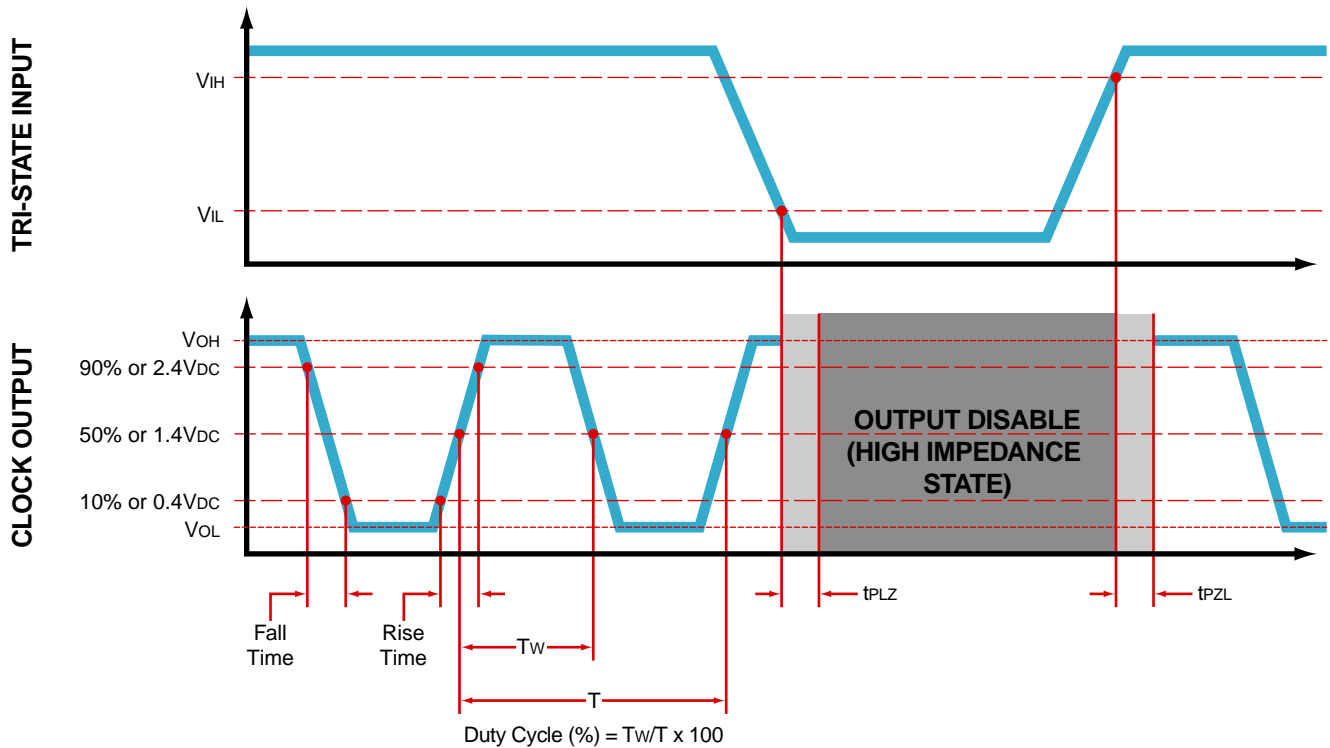 TRI-STATE INPUT
VIH
VIL
CLOCK OUTPUT
VOH
90% or 2.4VDC
50% or 1.4VDC
10% or 0.4VDC
VOL
OUTPUT DISABLE
(HIGH IMPEDANCE
STATE)
tPLZ
tPZL
Fall
Time
Rise
Time
TW
T
Duty Cycle (%) = TW/T x 100